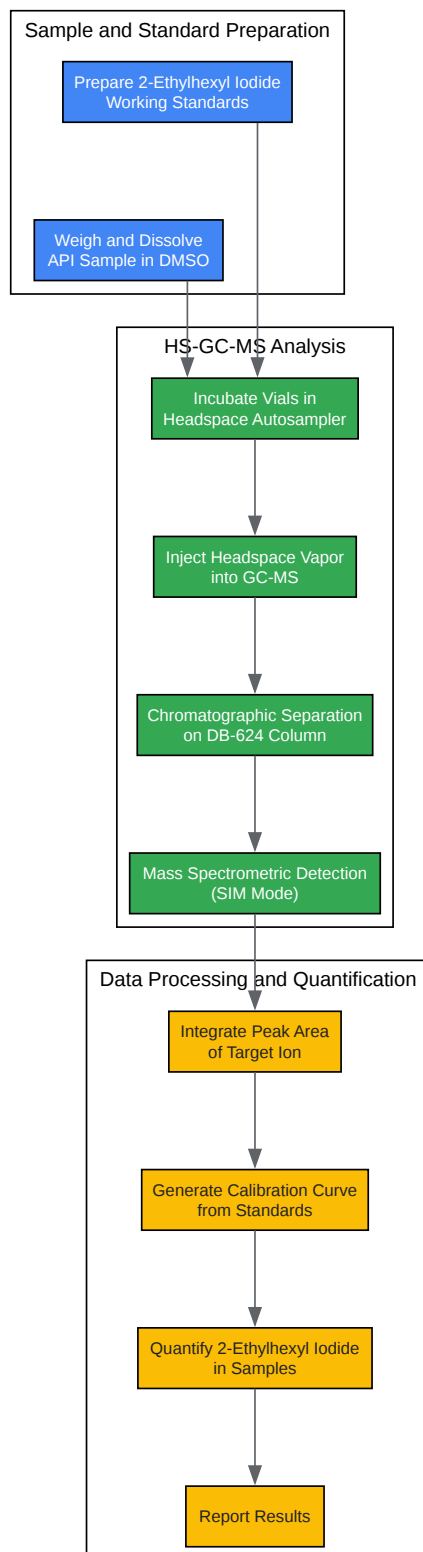 Sample and Standard Preparation
Prepare 2-Ethylhexyl Iodide
Working Standards
Weigh and Dissolve
API Sample in DMSO
HS-GC-MS Analysis
Incubate Vials in
Headspace Autosampler
Inject Headspace Vapor
into GC-MS
Chromatographic Separation
on DB-624 Column
Mass Spectrometric Detection
(SIM Mode)
Data Processing and Quantification
Integrate Peak Area
of Target Ion
Generate Calibration Curve
from Standards
Quantify 2-Ethylhexyl Iodide
in Samples
Report Results